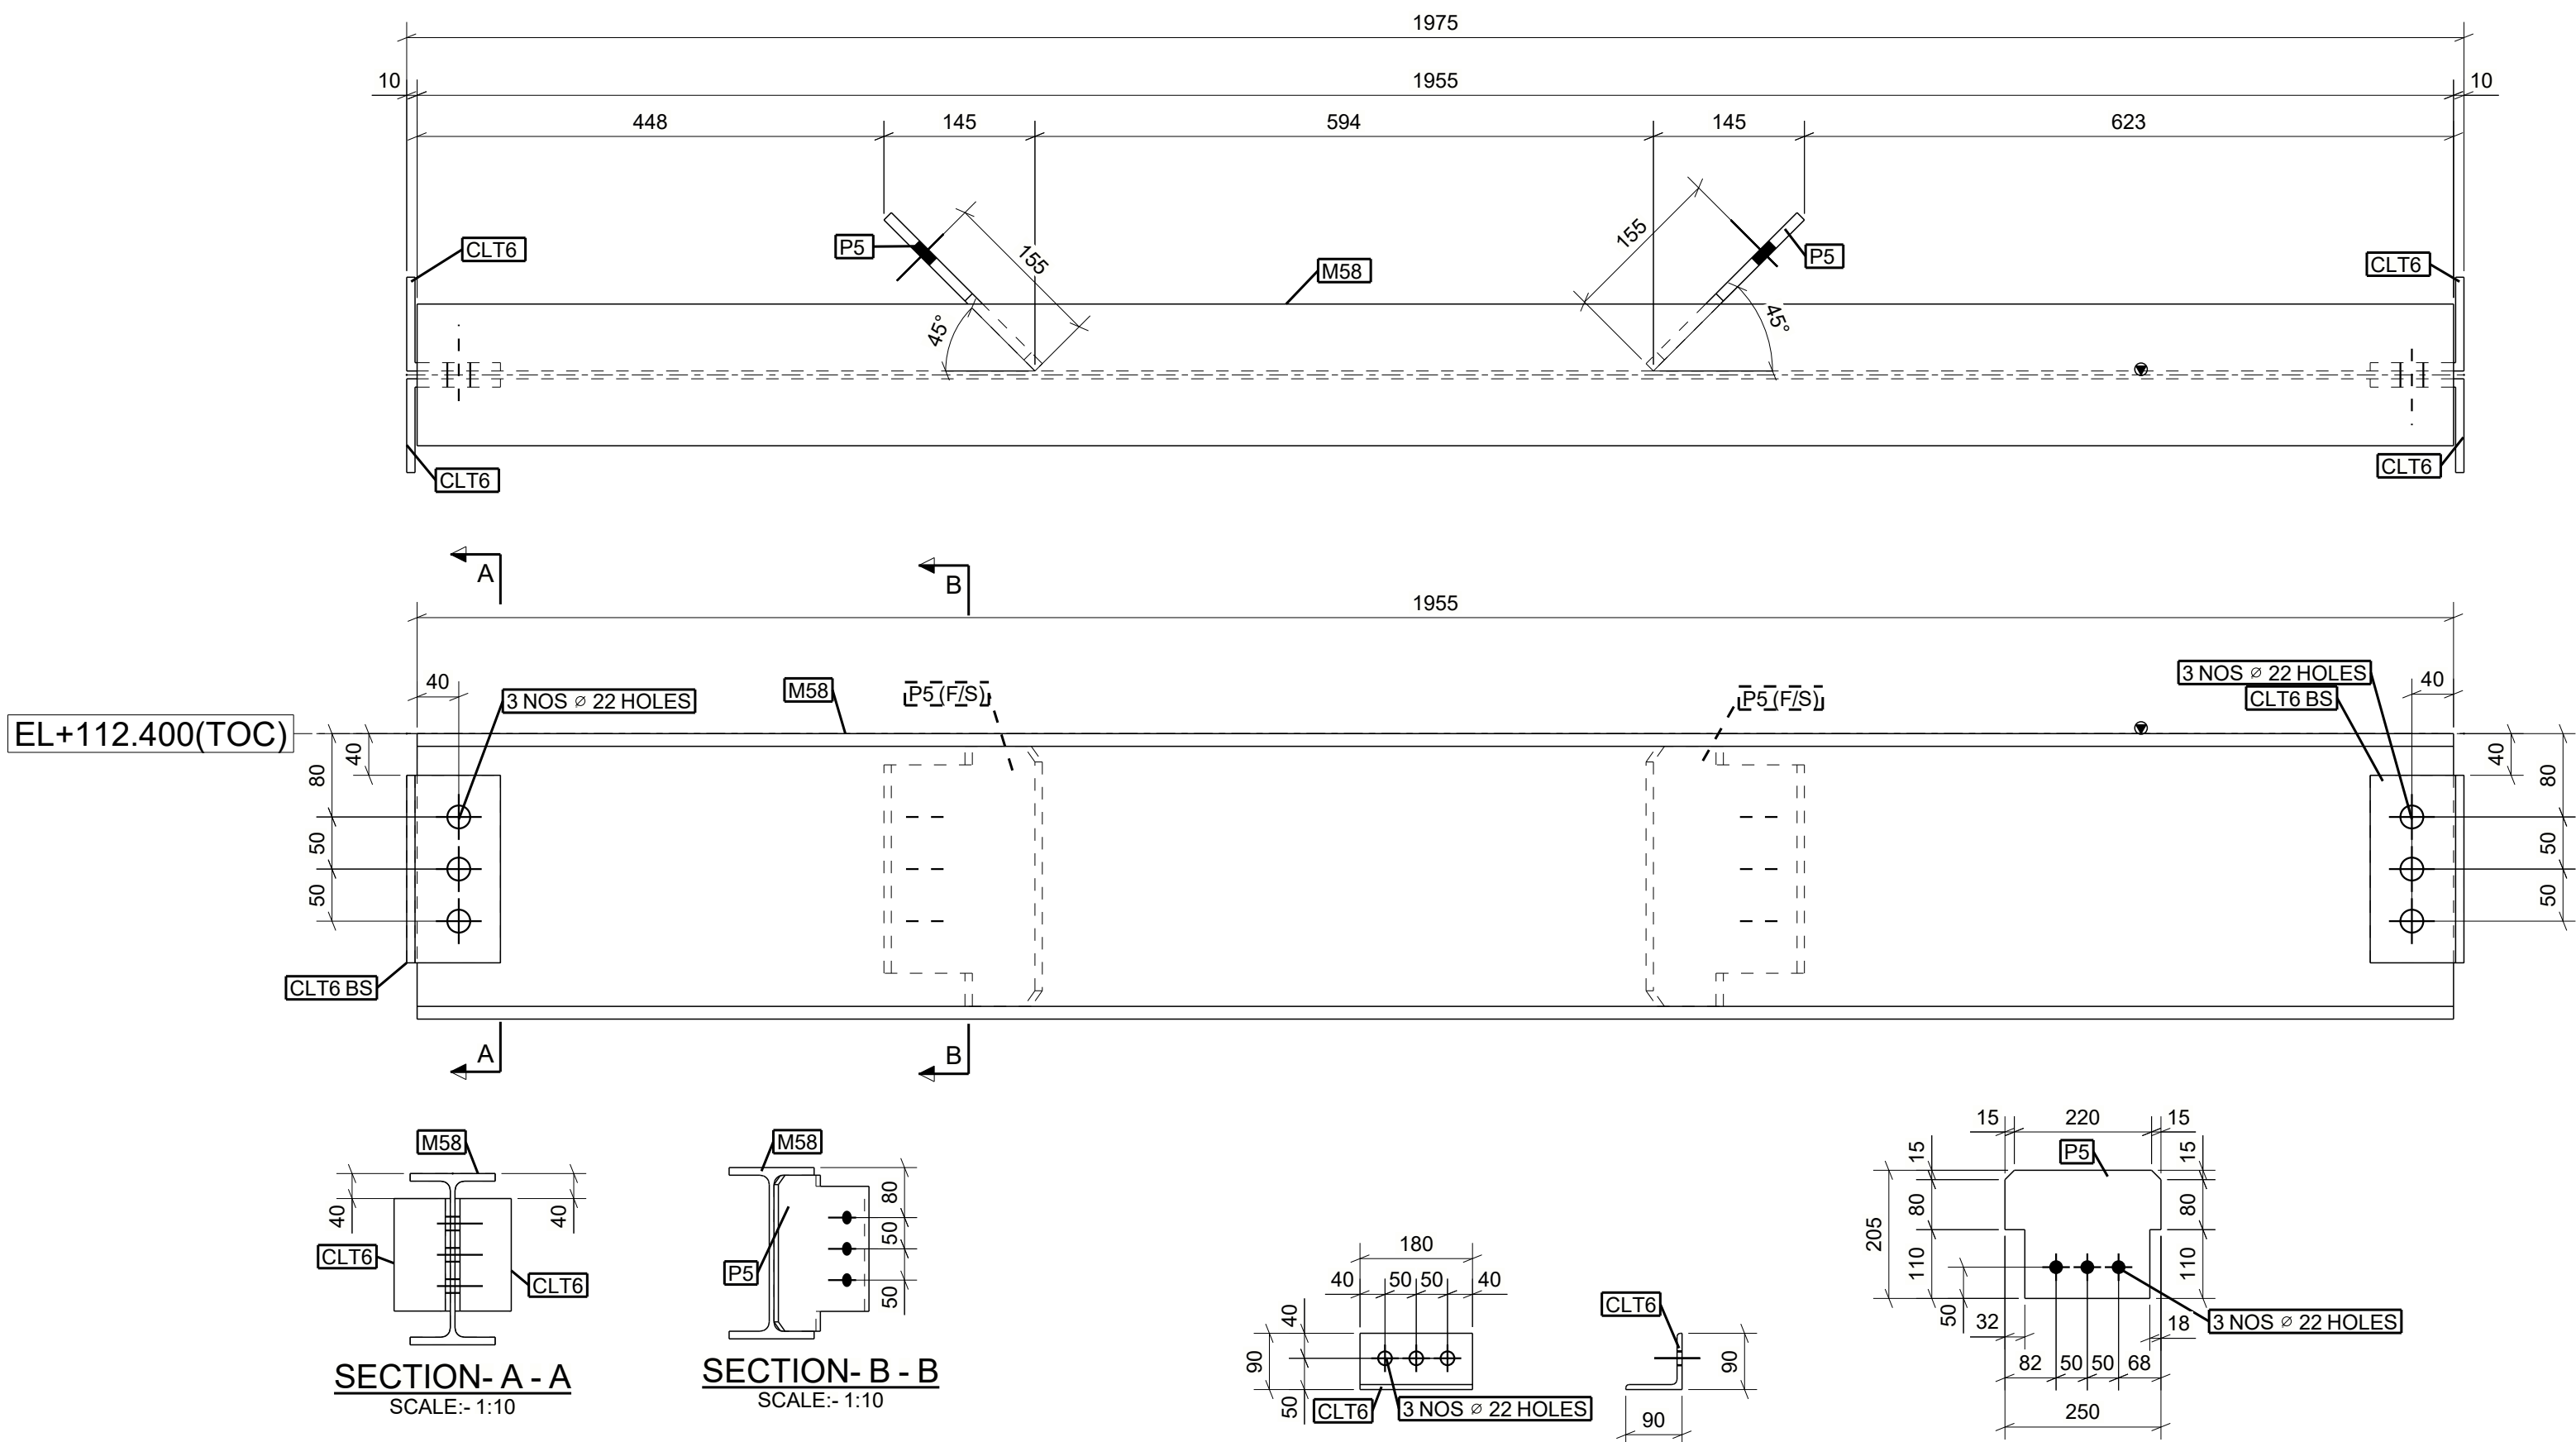 1975
10 1955 10
448 145 594 145 623
CLT6 P5 155 M58 155 P5 CLT6
45° 45°
CLT6 CLT6
A B
1955
40 3 NOS ⌀ 22 HOLES M58 P5 (F/S) P5 (F/S) 3 NOS ⌀ 22 HOLES 40
CLT6 BS
EL+112.400(TOC)
80 40 40 80
50 50
50 50
CLT6 BS
A B
M58 M58
40 40
CLT6 CLT6
SECTION- A - A
SCALE:- 1:10
80
50
50
P5
SECTION- B - B
SCALE:- 1:10
180
40 50 50 40
40
90
50
CLT6 3 NOS ⌀ 22 HOLES
CLT6
90
90
15 220 15
15 P5 15
80 80
205
110 110
50
32 18
3 NOS ⌀ 22 HOLES
82 50 50 68
250